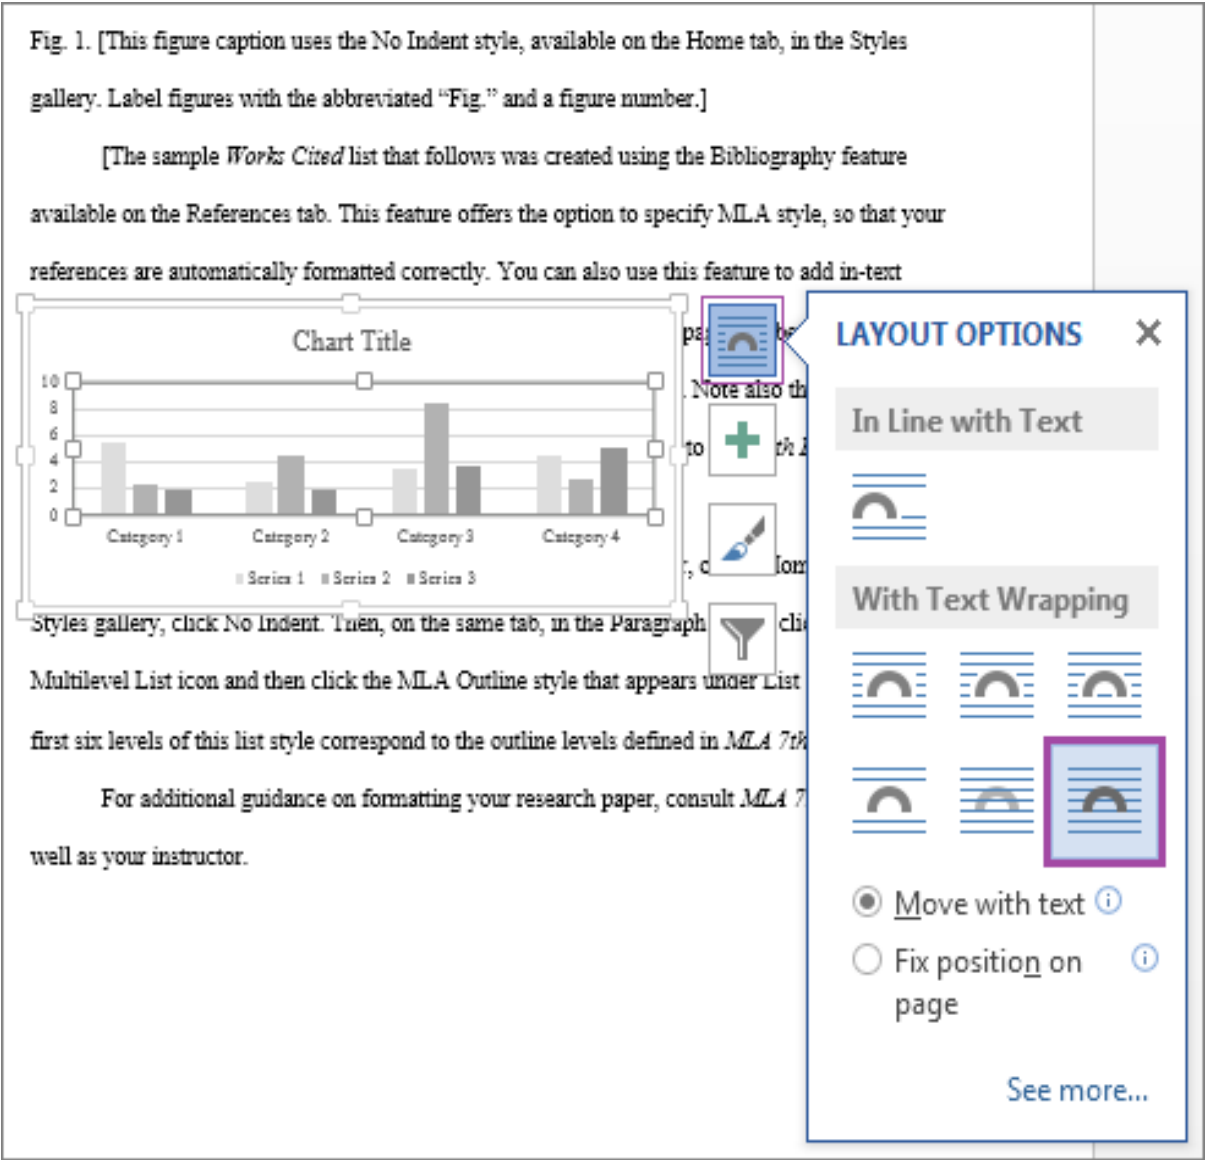 Fig. 1. [This figure caption uses the No Indent style, available on the Home tab, in the Styles
gallery. Label figures with the abbreviated “Fig.” and a figure number.]
[The sample Works Cited list that follows was created using the Bibliography feature
available on the References tab. This feature offers the option to specify MLA style, so that your
references are automatically formatted correctly. You can also use this feature to add in-text
. Note also
to
Chart Title
10
8
6
4
2
0
Category 1 Category 2 Category 3 Category 4
Series 1 Series 2 Series 3
Styles gallery, click No Indent. Then, on the same tab, in the Paragraph
Multilevel List icon and then click the MLA Outline style that appears under List
first six levels of this list style correspond to the outline levels defined in MLA 7th
For additional guidance on formatting your research paper, consult MLA 7
well as your instructor.
LAYOUT OPTIONS
In Line with Text
With Text Wrapping
Move with text
Fix position on
page
See more...